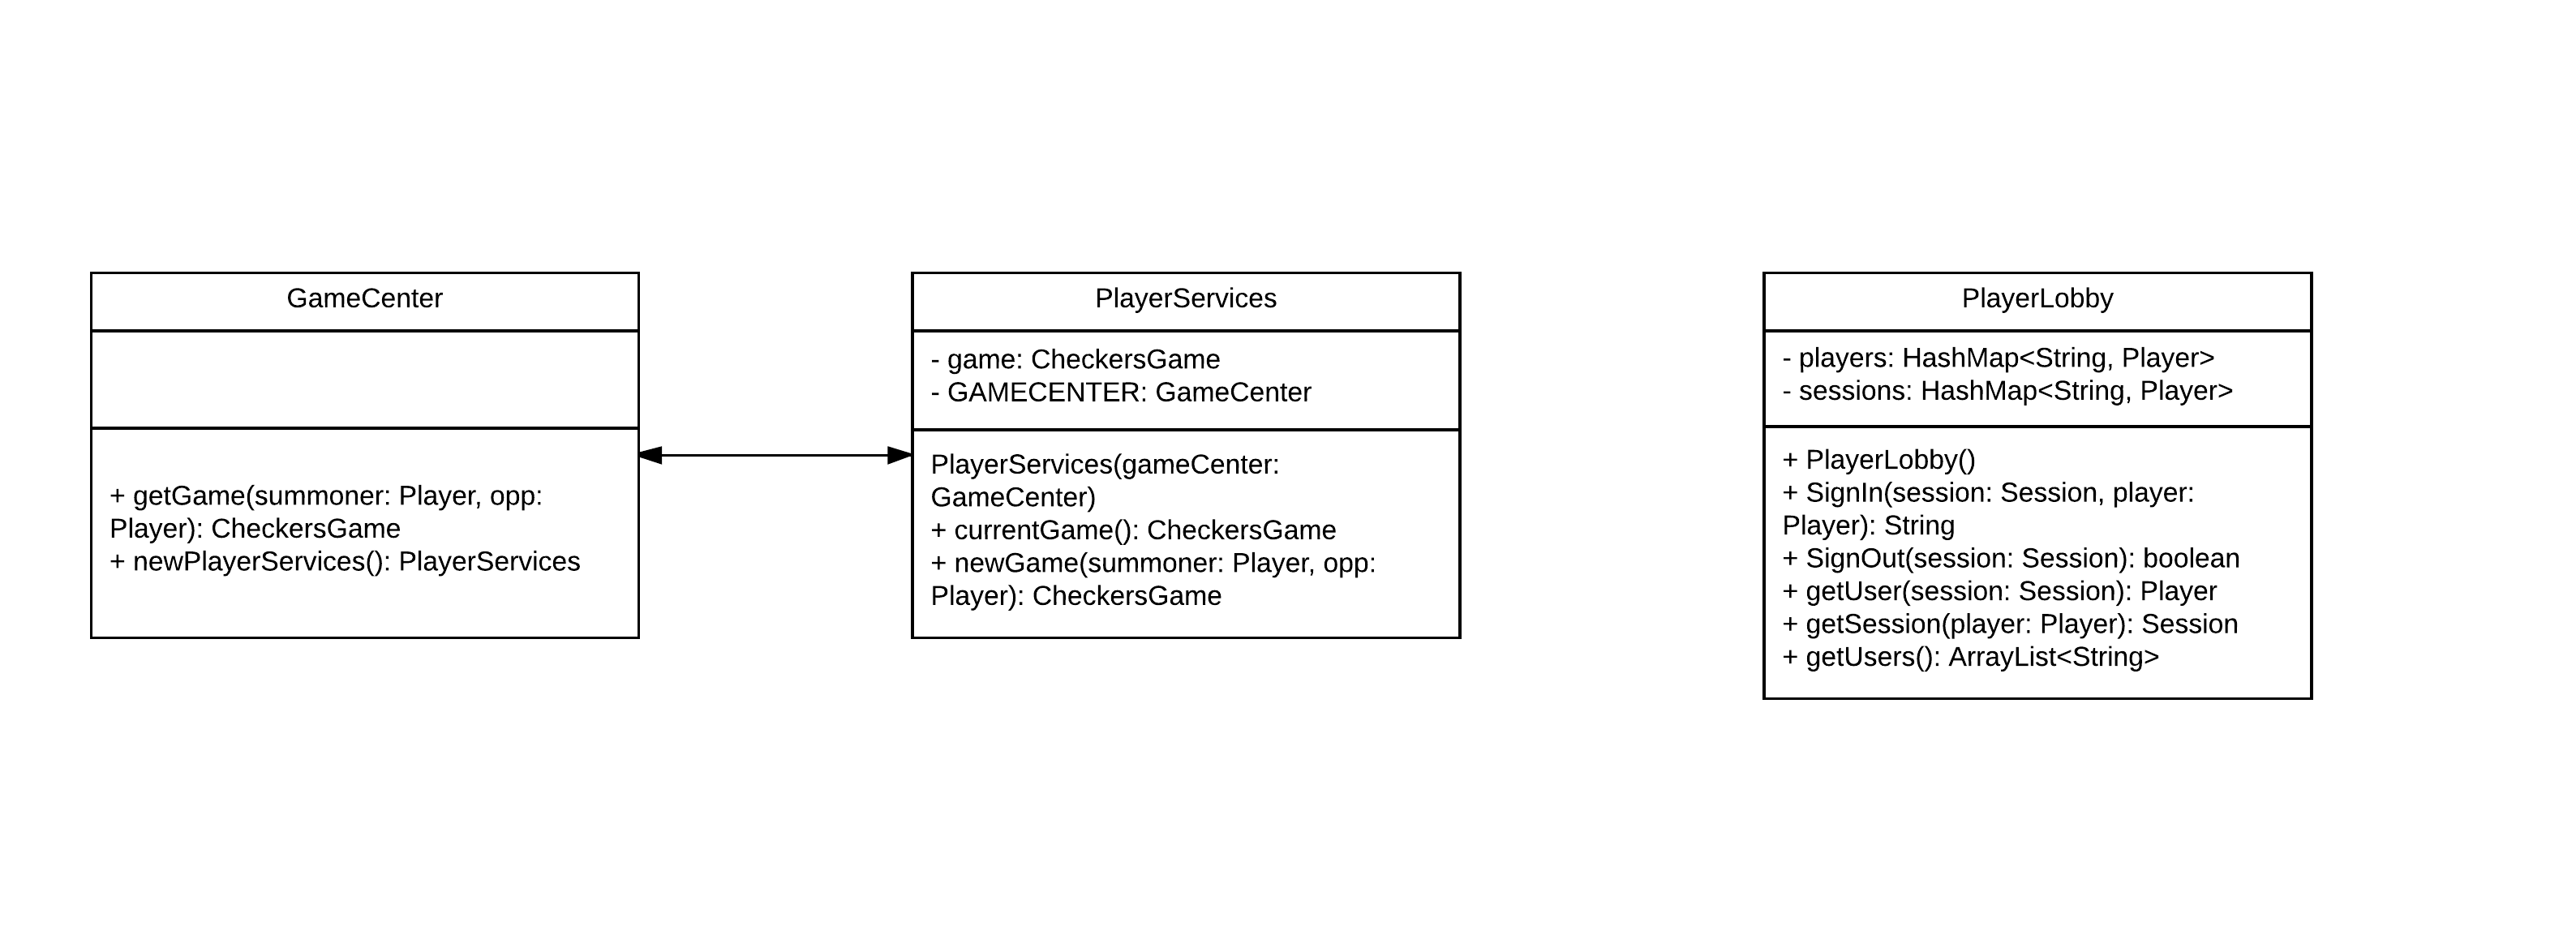 GameCenter
+ getGame(summoner: Player, opp:
Player): CheckersGame
+ newPlayerServices(): PlayerServices
PlayerServices
- game: CheckersGame
- GAMECENTER: GameCenter
PlayerServices(gameCenter:
GameCenter)
+ currentGame(): CheckersGame
+ newGame(summoner: Player, opp:
Player): CheckersGame
PlayerLobby
- players: HashMap<String, Player>
- sessions: HashMap<String, Player>
+ PlayerLobby()
+ SignIn(session: Session, player:
Player): String
+ SignOut(session: Session): boolean
+ getUser(session: Session): Player
+ getSession(player: Player): Session
+ getUsers(): ArrayList<String>